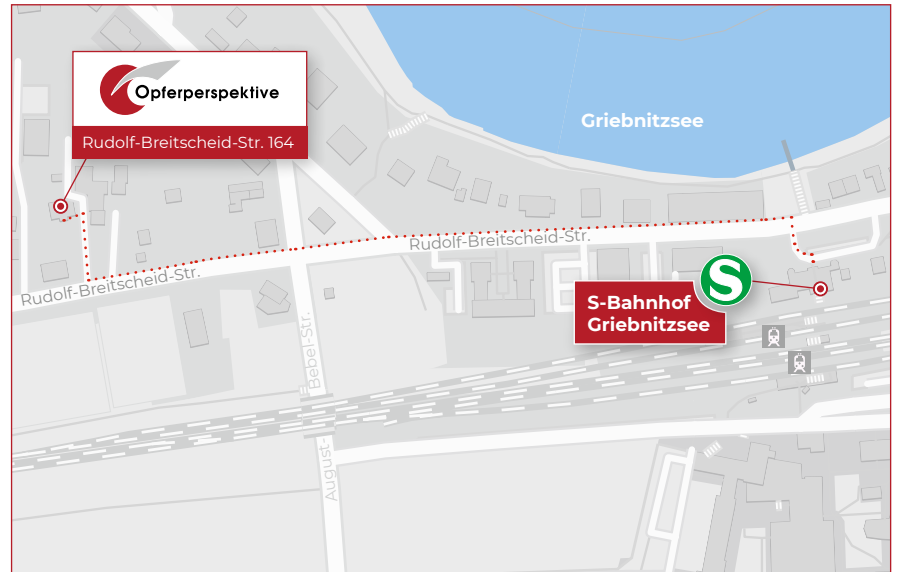 Opferperspektive
Rudolf-Breitscheid-Str. 164
Griebnitzsee
Rudolf-Breitscheid-Str.
Rudolf-Breitscheid-Str.
S
S-Bahnhof
Griebnitzsee
August-
Bebel-Str.